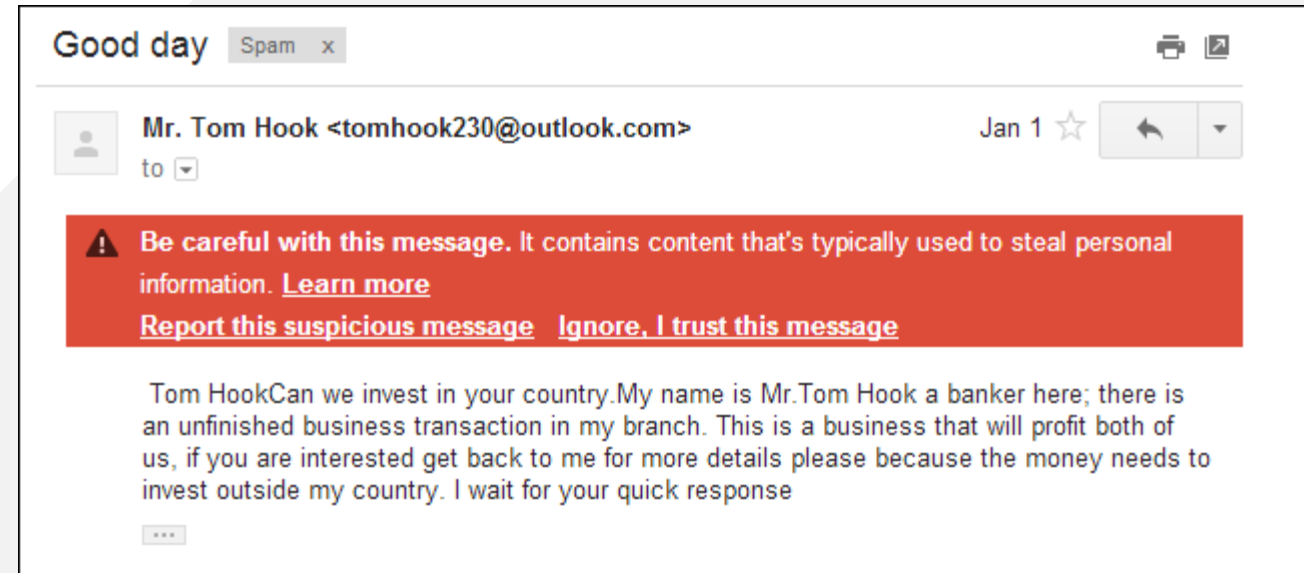 Good day Spam x
Mr. Tom Hook <tomhook230@outlook.com> Jan 1
to
Be careful with this message. It contains content that's typically used to steal personal
information. Learn more
Report this suspicious message Ignore, I trust this message
Tom HookCan we invest in your country.My name is Mr.Tom Hook a banker here; there is
an unfinished business transaction in my branch. This is a business that will profit both of
us, if you are interested get back to me for more details please because the money needs to
invest outside my country. I wait for your quick response